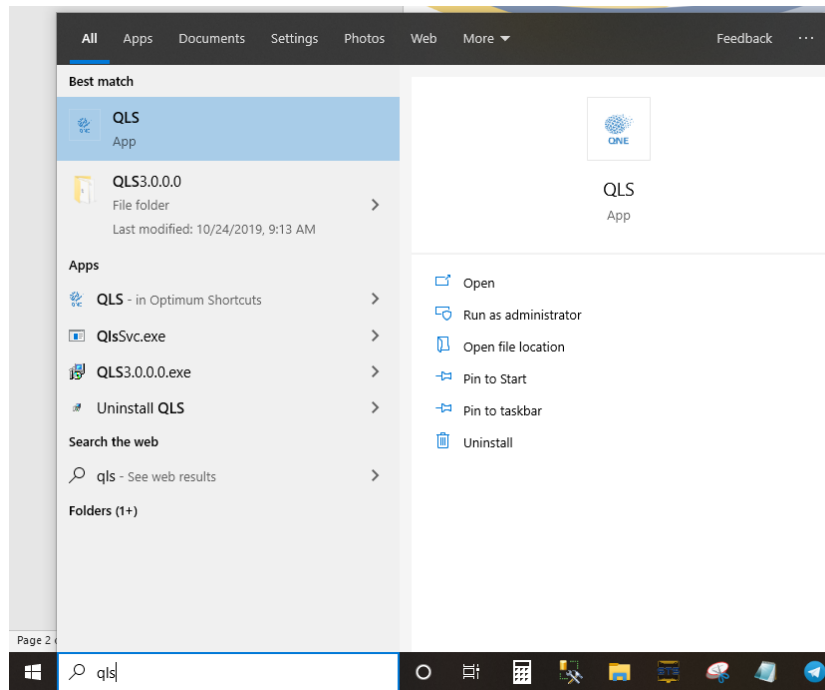 All Apps Documents Settings Photos Web More Feedback ...
Best match
QLS
App
QLS3.0.0.0
File folder
Last modified: 10/24/2019, 9:13 AM
Apps
QLS - in Optimum Shortcuts
QlsSvc.exe
QLS3.0.0.0.exe
Uninstall QLS
Search the web
qls - See web results
Folders (1+)
QNE
QLS
App
Open
Run as administrator
Open file location
Pin to Start
Pin to taskbar
Uninstall
Page 2
qls